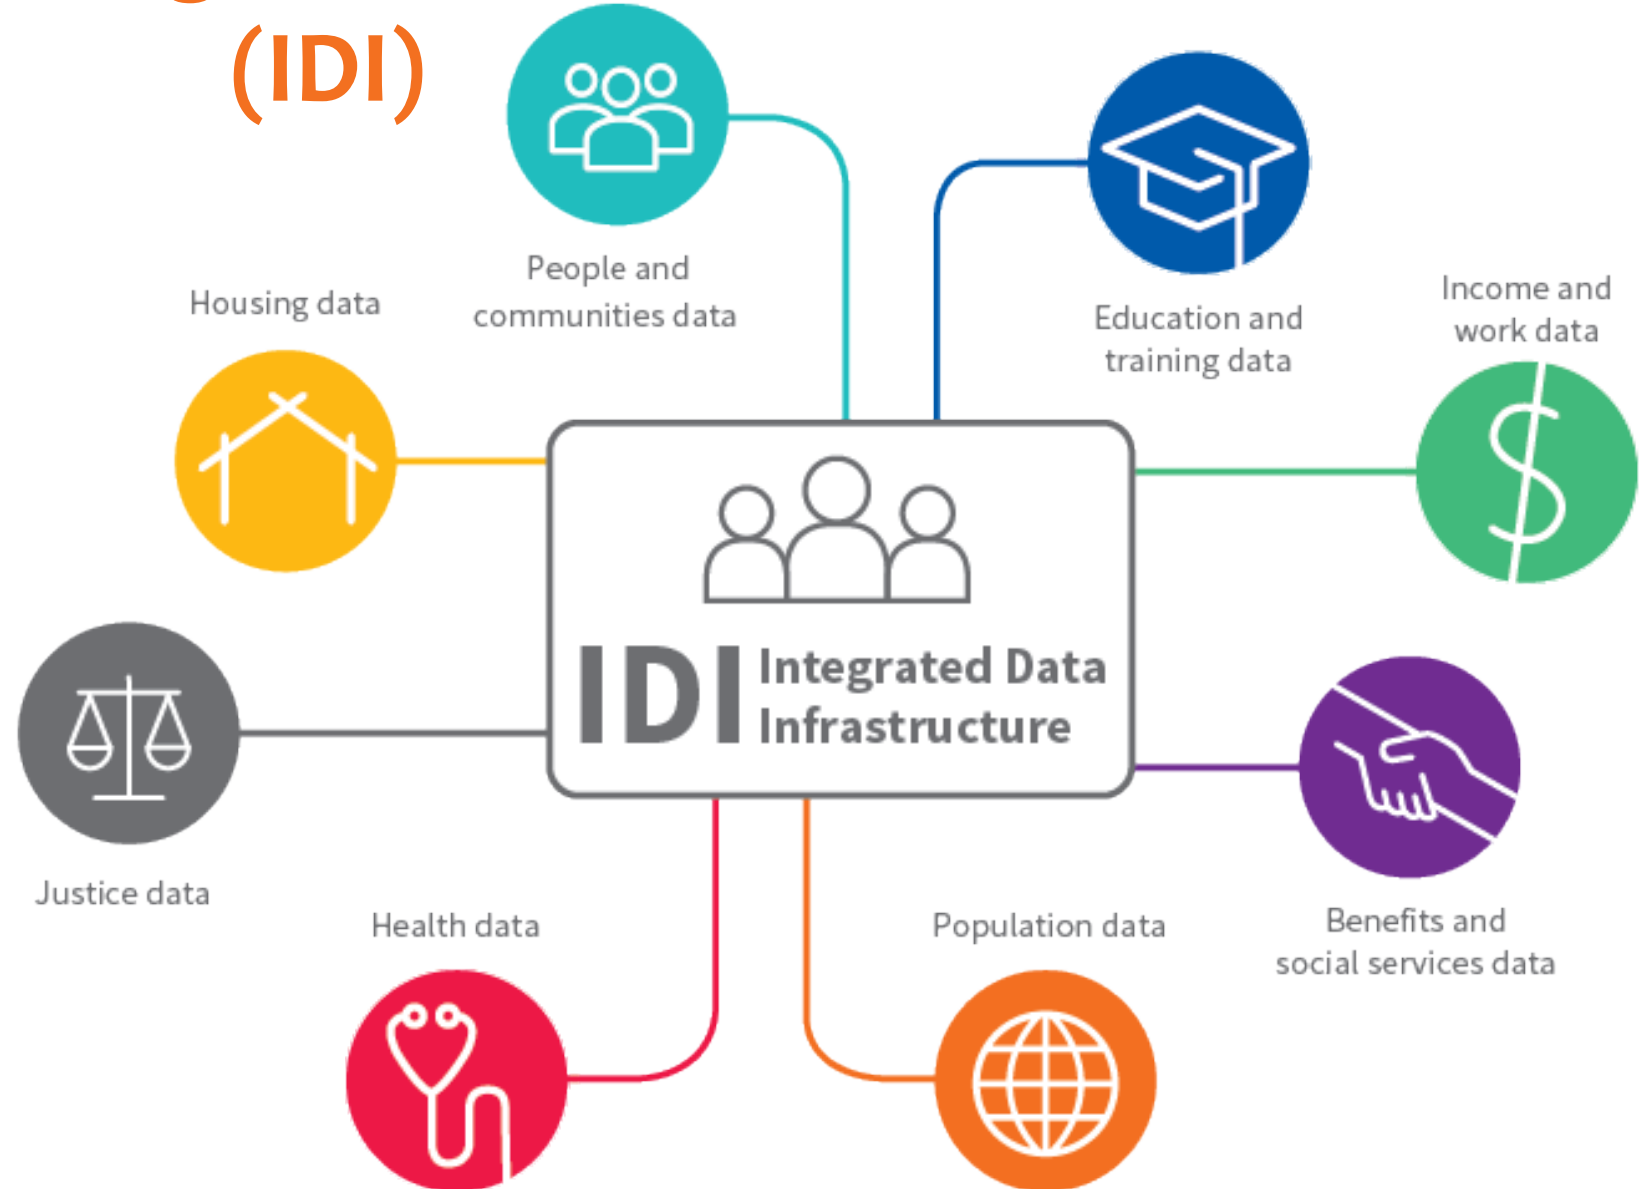 (IDI)
People and
communities data
Housing data
Education and
training data
Income and
work data
IDI
Integrated Data
Infrastructure
Justice data
Health data
Population data
Benefits and
social services data